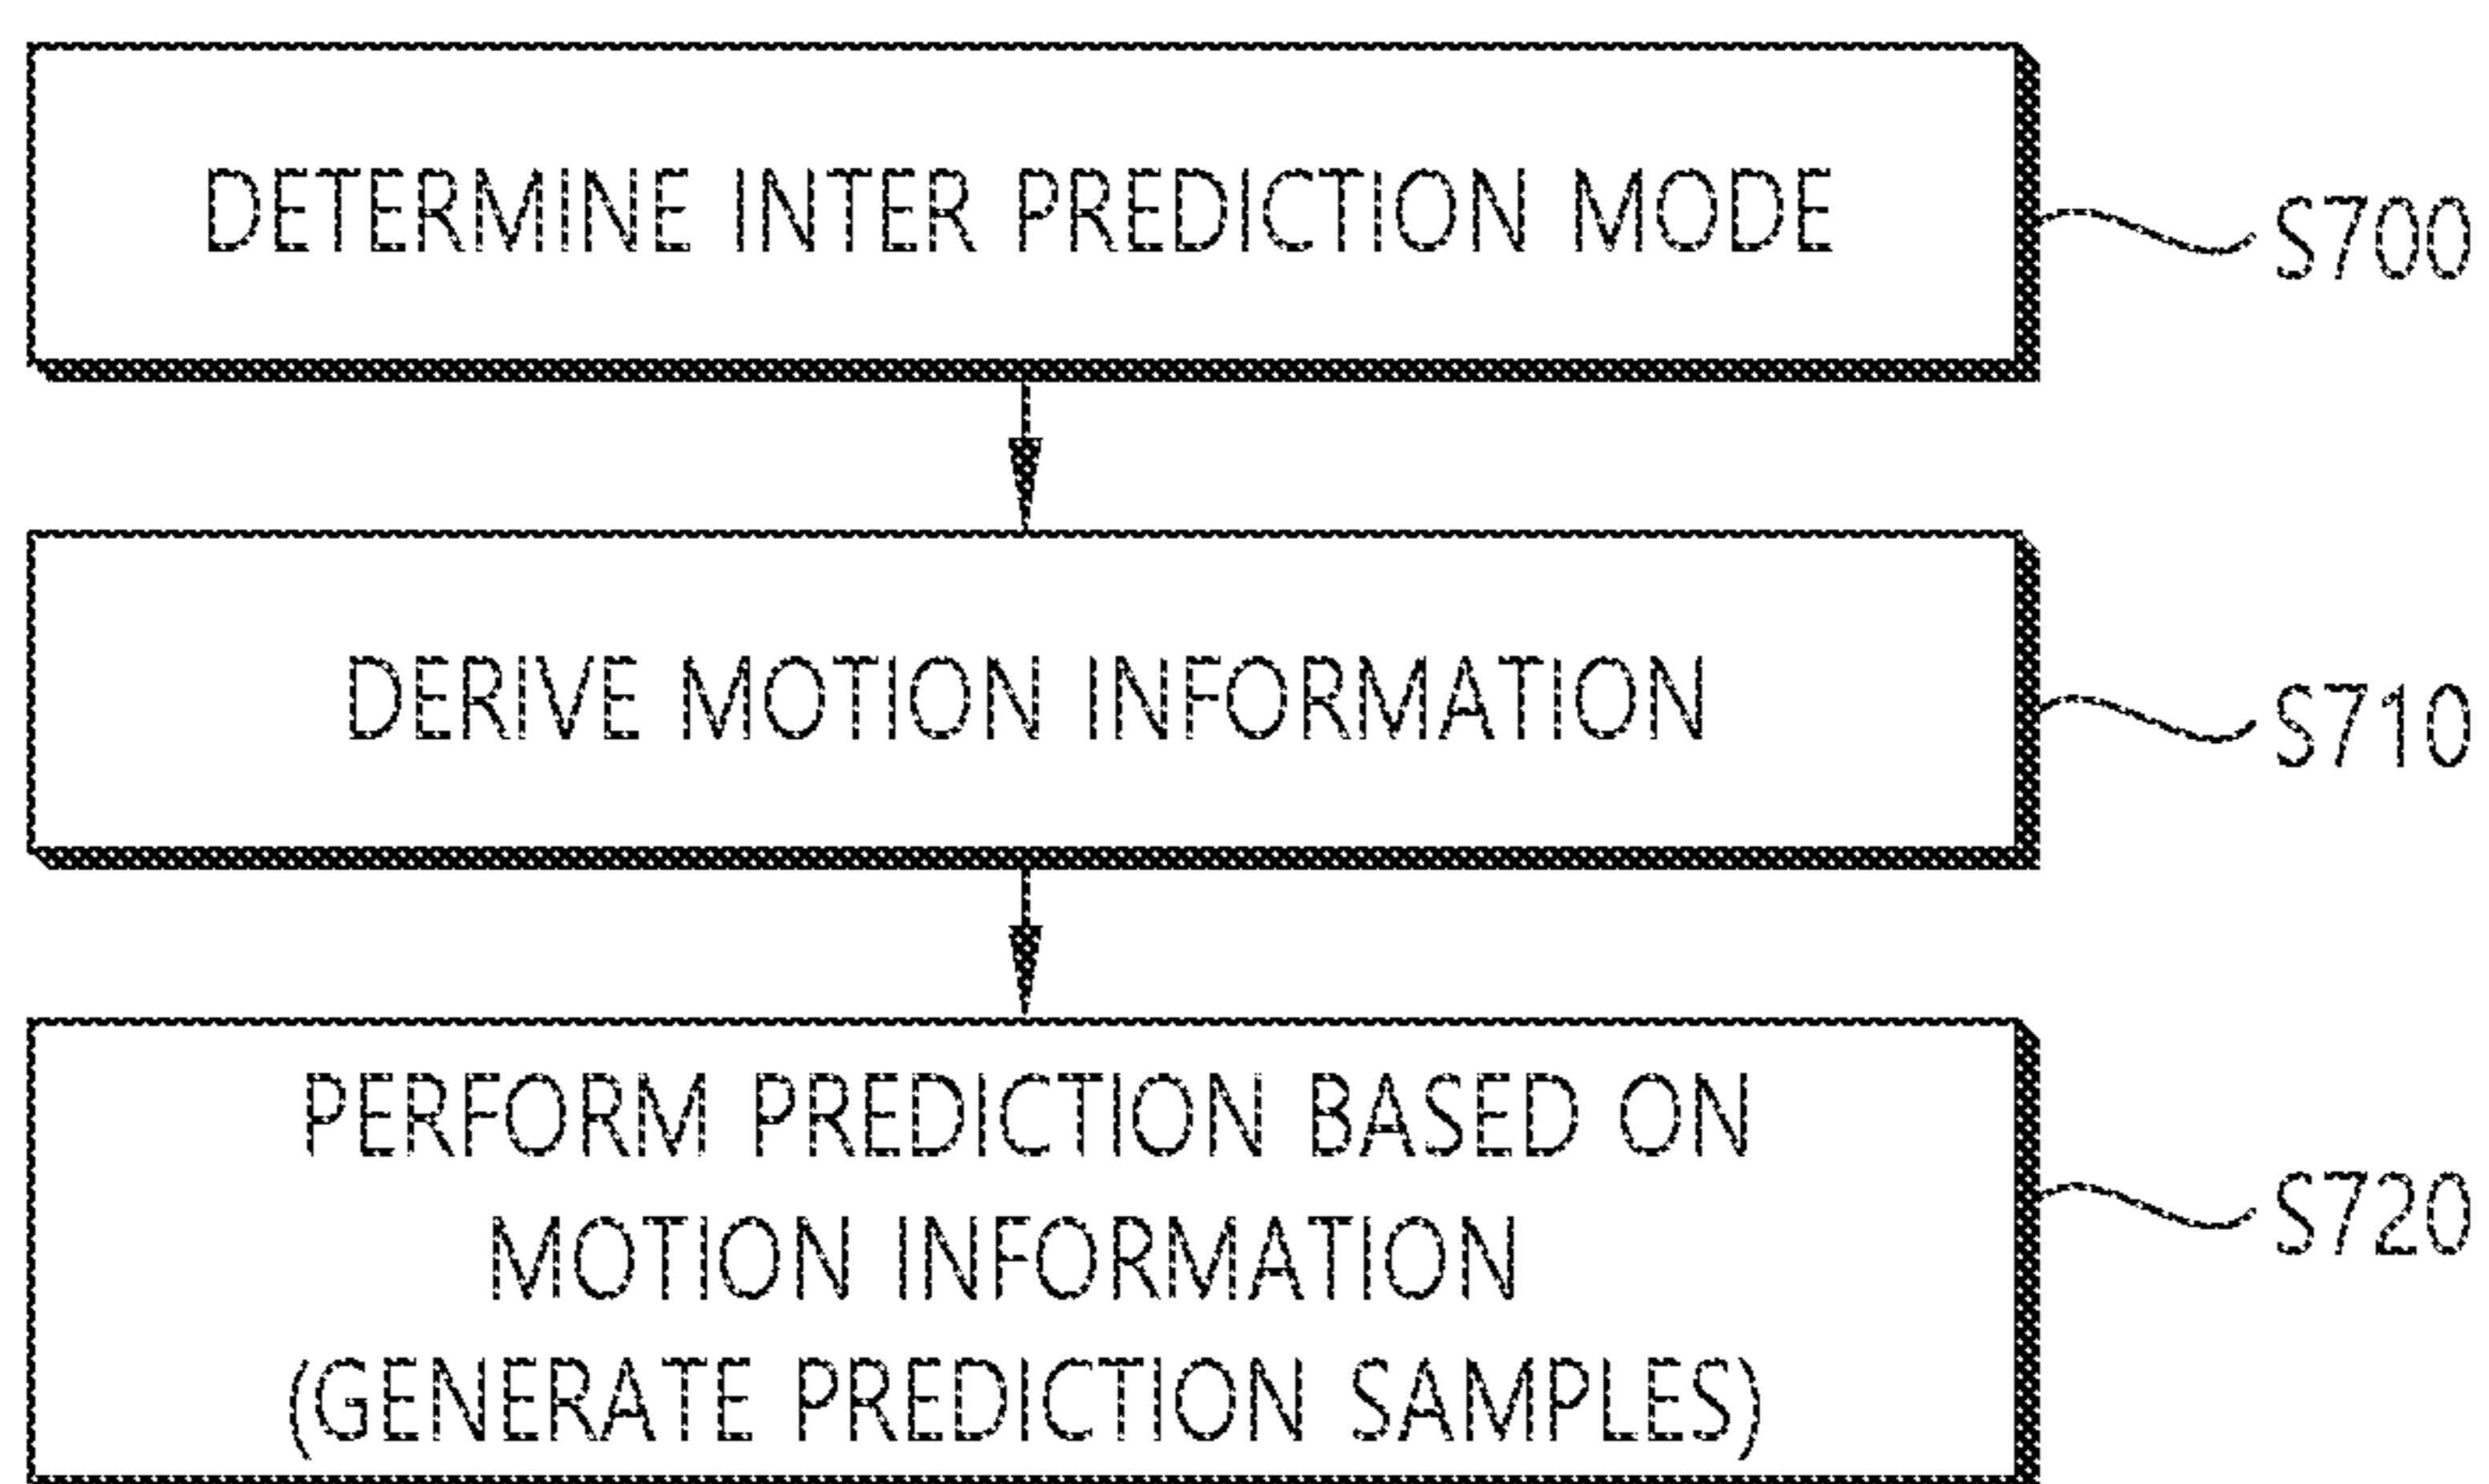 DETERMINE INTER PREDICTION MODE
S700
DERIVE MOTION INFORMATION
S710
PERFORM PREDICTION BASED ON
MOTION INFORMATION
(GENERATE PREDICTION SAMPLES)
S720